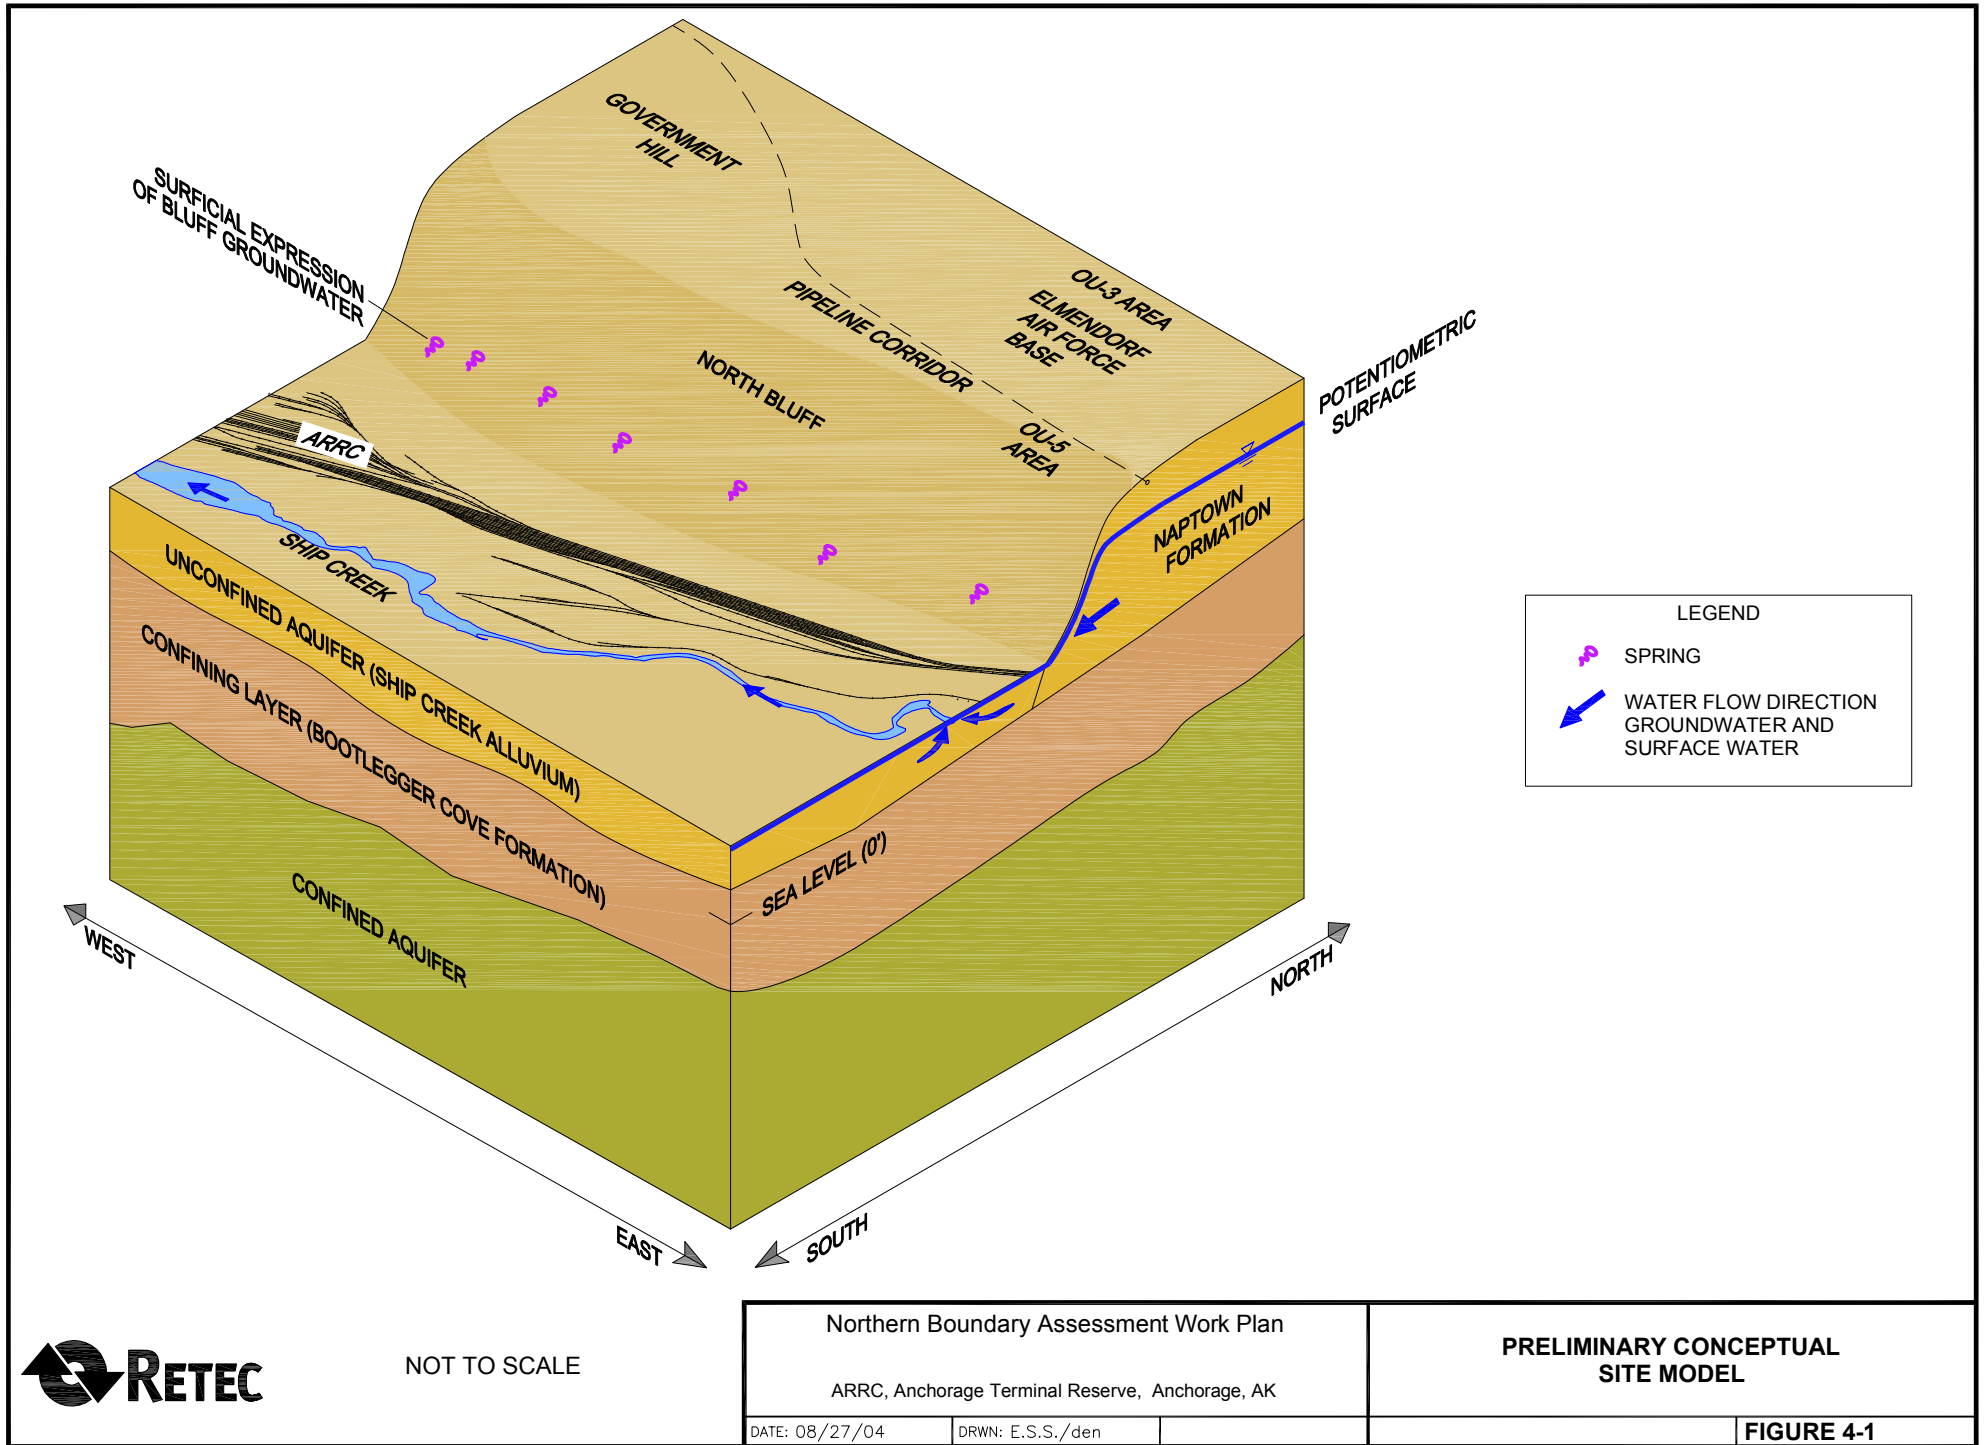 GOVERNMENT
HILL
SURFICIAL EXPRESSION
OF BLUFF GROUNDWATER
OU-3 AREA
ELMENDORF
AIR FORCE
BASE
PIPELINE CORRIDOR
NORTH BLUFF
OU-5
AREA
POTENTIOMETRIC
SURFACE
ARRC
SHIP CREEK
NAPTOWN
FORMATION
UNCONFINED AQUIFER (SHIP CREEK ALLUVIUM)
CONFINING LAYER (BOOTLEGGER COVE FORMATION)
CONFINED AQUIFER
SEA LEVEL (0')
LEGEND
SPRING
WATER FLOW DIRECTION
GROUNDWATER AND
SURFACE WATER
WEST
EAST
SOUTH
NORTH
RETEC
NOT TO SCALE
Northern Boundary Assessment Work Plan
ARRC, Anchorage Terminal Reserve, Anchorage, AK
DATE: 08/27/04
DRWN: E.S.S./den
PRELIMINARY CONCEPTUAL
SITE MODEL
FIGURE 4-1